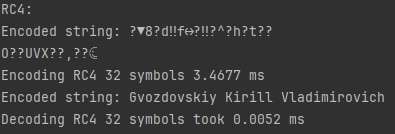 RC4:
Encoded string: ?▼8?d‼f↔?‼?^?h?t??
O??UVX??,??☾
Encoding RC4 32 symbols 3.4677 ms
Encoded string: Gvozdovskiy Kirill Vladimirovich
Decoding RC4 32 symbols took 0.0052 ms